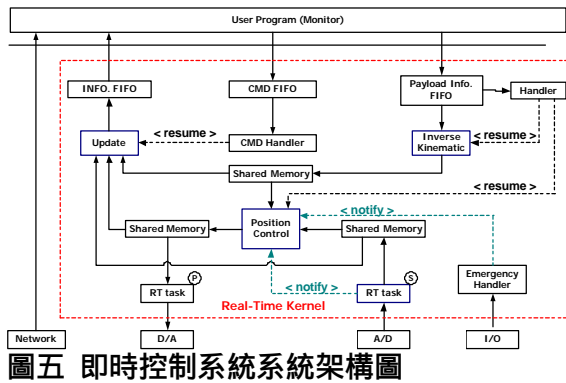 User Program (Monitor)
INFO. FIFO
CMD FIFO
Payload Info.
FIFO
Handler
< resume >
Update
CMD Handler
Inverse
Kinematic
< resume >
Shared Memory
< resume >
< notify >
Shared Memory
Position
Control
Shared Memory
< notify >
P
S
RT task
RT task
Emergency
Handler
Real-Time Kernel
Network
D/A
A/D
I/O
圖五 即時控制系統系統架構圖